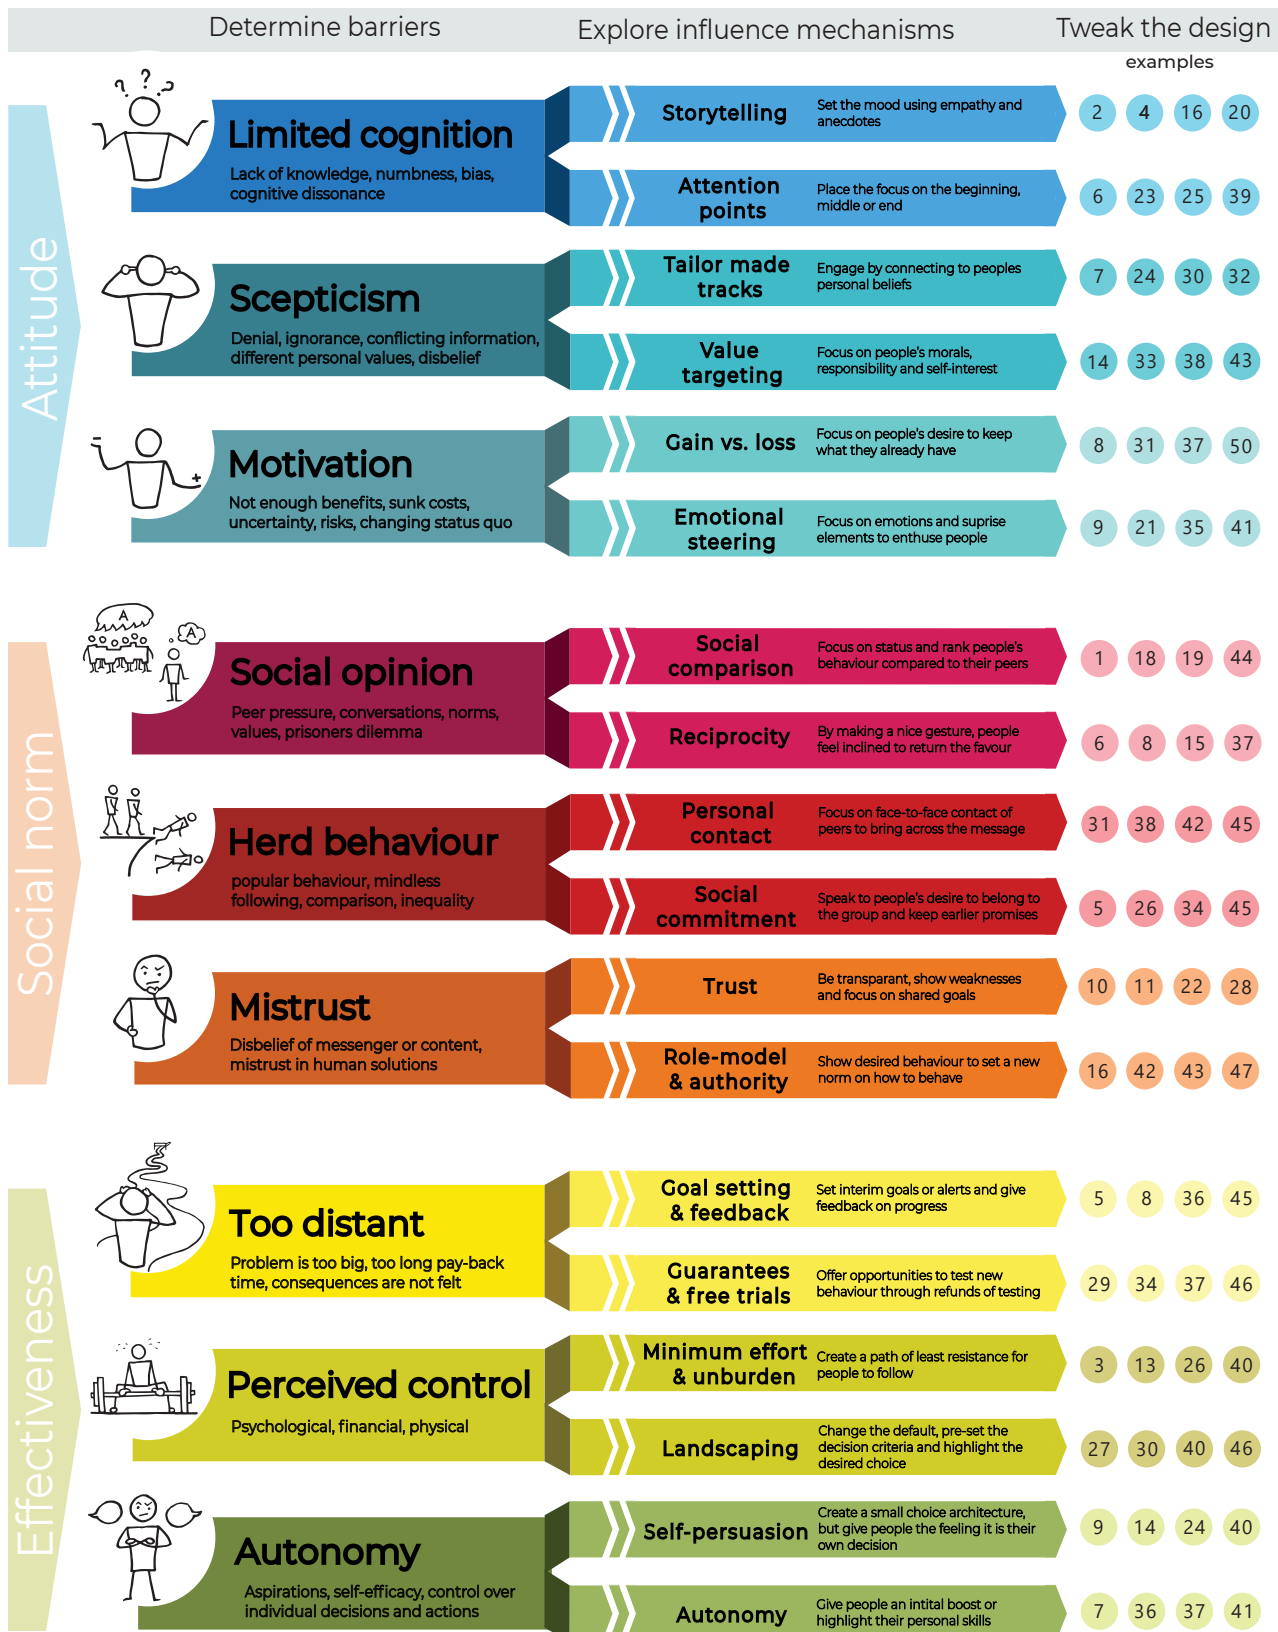 Determine barriers
Explore influence mechanisms
Tweak the design
examples
Attitude
? ? ?
Limited cognition
Lack of knowledge, numbness, bias,
cognitive dissonance
Storytelling
Set the mood using empathy and
anecdotes
2 4 16 20
Attention
points
Place the focus on the beginning,
middle or end
6 23 25 39
Scepticism
Denial, ignorance, conflicting information,
different personal values, disbelief
Tailor made
tracks
Engage by connecting to peoples
personal beliefs
7 24 30 32
Value
targeting
Focus on people's morals,
responsibility and self-interest
14 33 38 43
- +
Motivation
Not enough benefits, sunk costs,
uncertainty, risks, changing status quo
Gain vs. loss
Focus on people's desire to keep
what they already have
8 31 37 50
Emotional
steering
Focus on emotions and suprise
elements to enthuse people
9 21 35 41
Social norm
A
A
Social opinion
Peer pressure, conversations, norms,
values, prisoners dilemma
Social
comparison
Focus on status and rank people's
behaviour compared to their peers
1 18 19 44
Reciprocity
By making a nice gesture, people
feel inclined to return the favour
6 8 15 37
Herd behaviour
popular behaviour, mindless
following, comparison, inequality
Personal
contact
Focus on face-to-face contact of
peers to bring across the message
31 38 42 45
Social
commitment
Speak to people's desire to belong to
the group and keep earlier promises
5 26 34 45
Mistrust
Disbelief of messenger or content,
mistrust in human solutions
Trust
Be transparant, show weaknesses
and focus on shared goals
10 11 22 28
Role-model
& authority
Show desired behaviour to set a new
norm on how to behave
16 42 43 47
Effectiveness
Too distant
Problem is too big, too long pay-back
time, consequences are not felt
Goal setting
& feedback
Set interim goals or alerts and give
feedback on progress
5 8 36 45
Guarantees
& free trials
Offer opportunities to test new
behaviour through refunds of testing
29 34 37 46
Perceived control
Psychological, financial, physical
Minimum effort
& unburden
Create a path of least resistance for
people to follow
3 13 26 40
Landscaping
Change the default, pre-set the
decision criteria and highlight the
desired choice
27 30 40 46
Autonomy
Aspirations, self-efficacy, control over
individual decisions and actions
Self-persuasion
Create a small choice architecture,
but give people the feeling it is their
own decision
9 14 24 40
Autonomy
Give people an intital boost or
highlight their personal skills
7 36 37 41